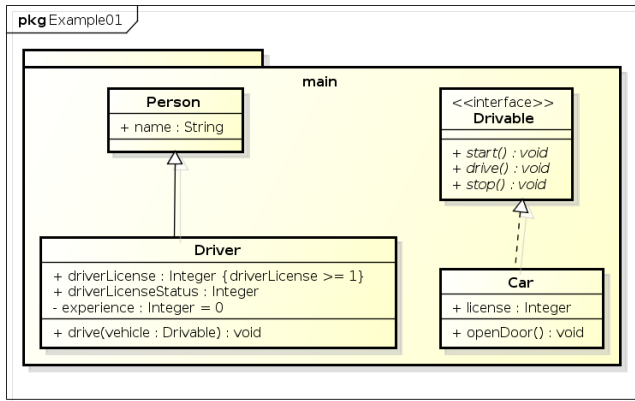 pkg Example01
main
Person
+ name : String
<<interface>>
Drivable
+ start() : void
+ drive() : void
+ stop() : void
Driver
+ driverLicense : Integer {driverLicense >= 1}
+ driverLicenseStatus : Integer
- experience : Integer = 0
+ drive(vehicle : Drivable) : void
Car
+ license : Integer
+ openDoor() : void